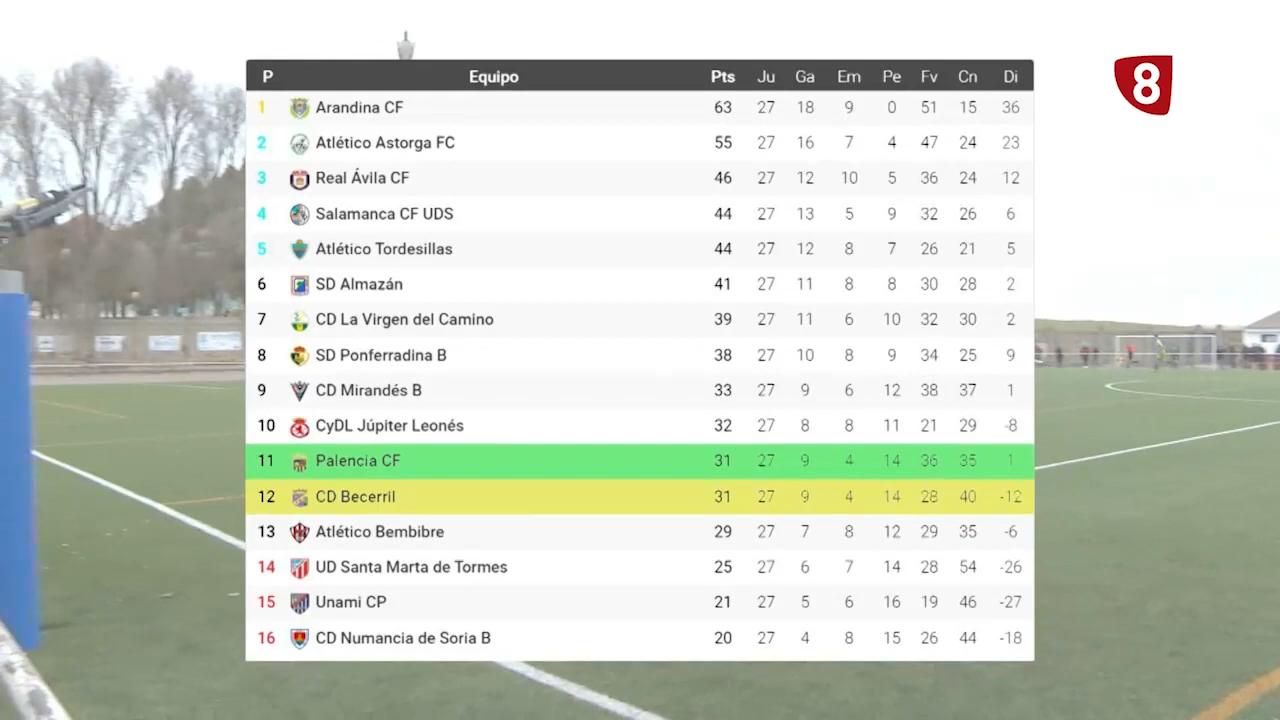 8
P Equipo Pts Ju Ga Em Pe Fv Cn Di
1 Arandina CF 63 27 18 9 0 51 15 36
2 Atlético Astorga FC 55 27 16 7 4 47 24 23
3 Real Ávila CF 46 27 12 10 5 36 24 12
4 Salamanca CF UDS 44 27 13 5 9 32 26 6
5 Atlético Tordesillas 44 27 12 8 7 26 21 5
6 SD Almazán 41 27 11 8 8 30 28 2
7 CD La Virgen del Camino 39 27 11 6 10 32 30 2
8 SD Ponferradina B 38 27 10 8 9 34 25 9
9 CD Mirandés B 33 27 9 6 12 38 37 1
10 CyDL Júpiter Leonés 32 27 8 8 11 21 29 -8
11 Palencia CF 31 27 9 4 14 36 35 1
12 CD Becerril 31 27 9 4 14 28 40 -12
13 Atlético Bembibre 29 27 7 8 12 29 35 -6
14 UD Santa Marta de Tormes 25 27 6 7 14 28 54 -26
15 Unami CP 21 27 5 6 16 19 46 -27
16 CD Numancia de Soria B 20 27 4 8 15 26 44 -18